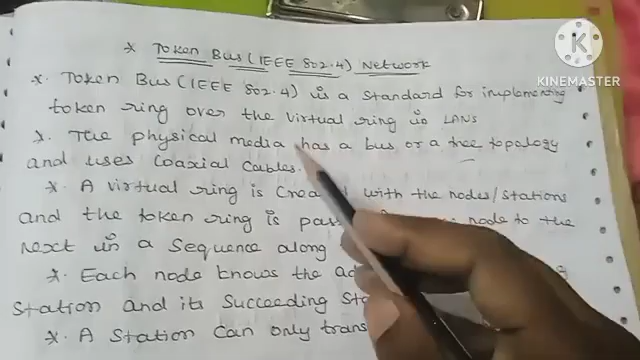 * Token Bus (IEEE 802.4) Network
KINEMASTER
* Token Bus (IEEE 802.4) is a standard for implementing
token ring over the virtual ring in LANS
* The physical media has a bus or a tree topology
and uses coaxial cables.
* A virtual ring is with the nodes/stations
and the token ring is node to the
next in a sequence along
* Each node knows the
station and its succeeding
* A station can only